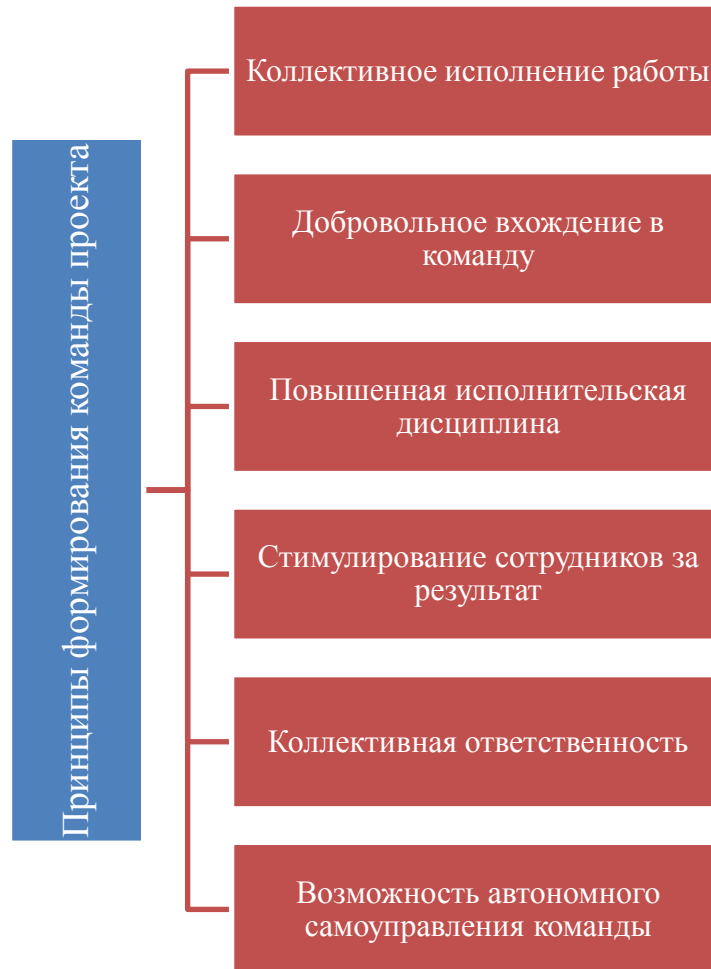 Принципы формирования команды проекта
Коллективное исполнение работы
Добровольное вхождение в
команду
Повышенная исполнительская
дисциплина
Стимулирование сотрудников за
результат
Коллективная ответственность
Возможность автономного
самоуправления команды